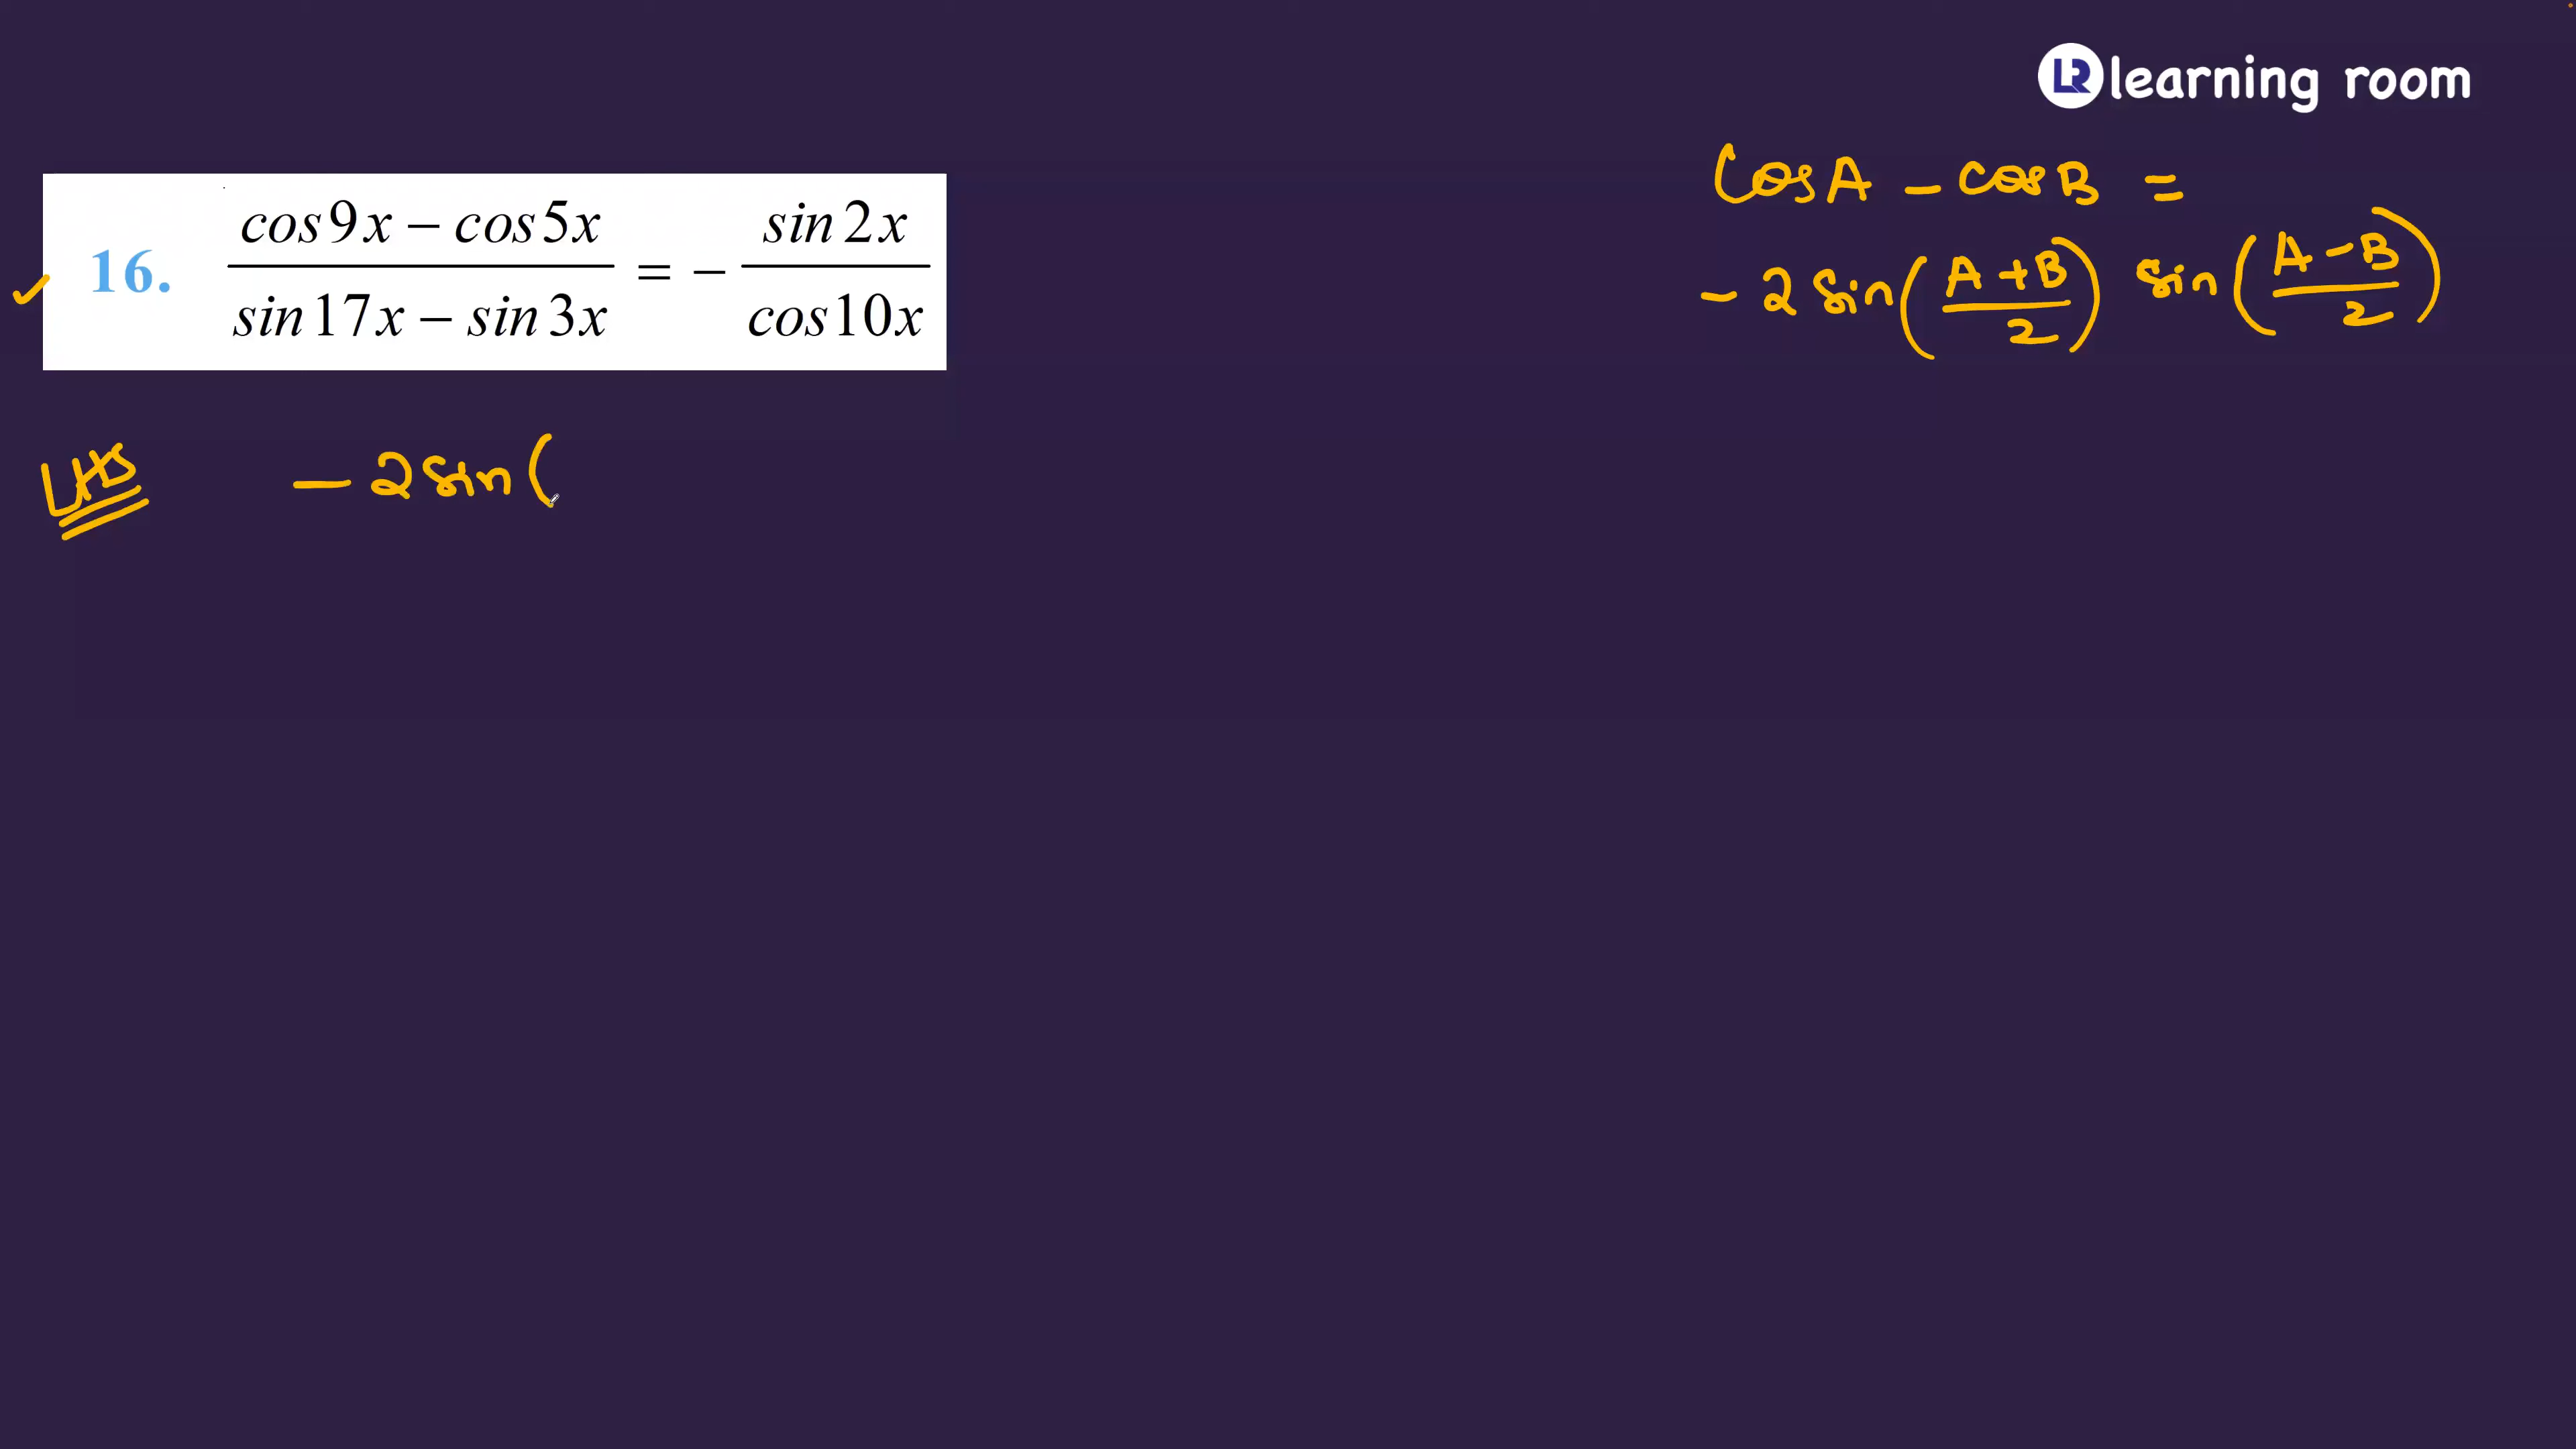 LR learning room
cos A - cos B =
- 2 sin (A + B / 2) sin (A - B / 2)
16. cos 9x − cos 5x / sin 17x − sin 3x = − sin 2x / cos 10x
LHS - 2 sin (